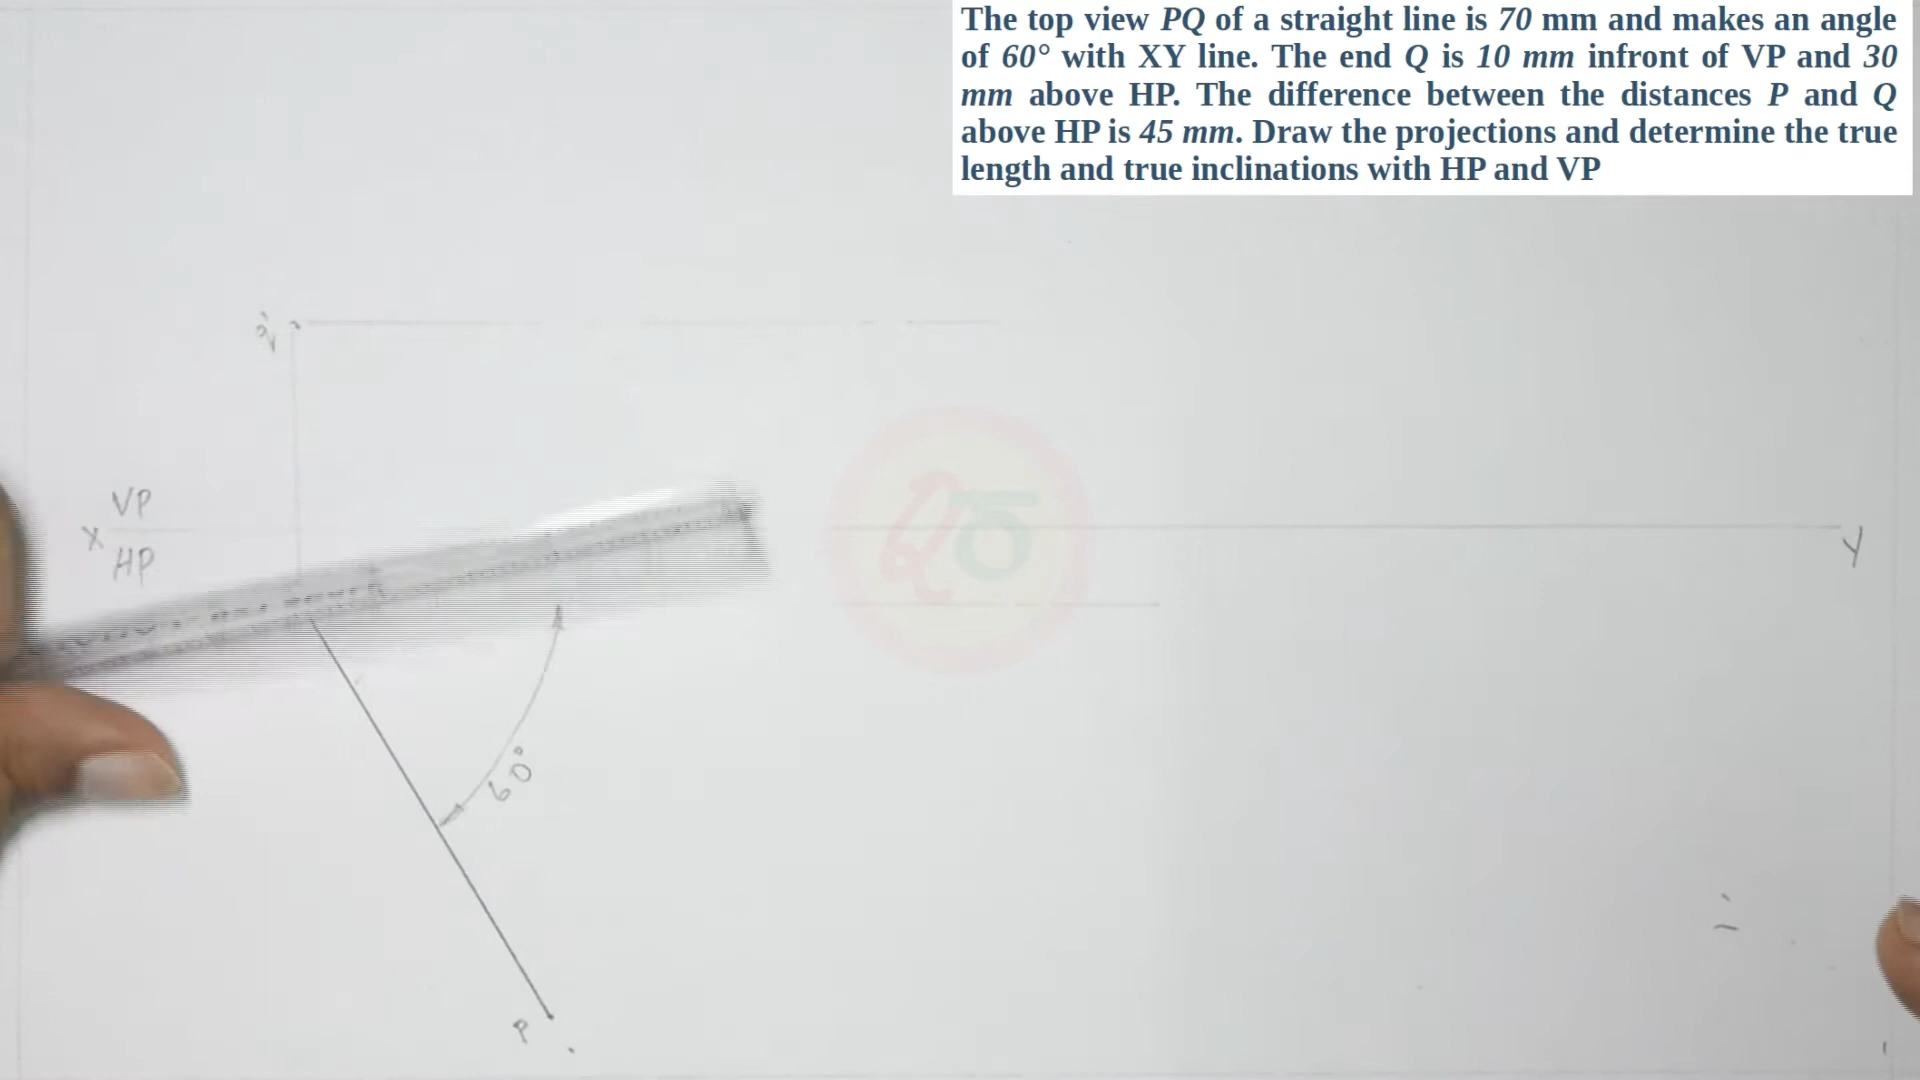 The top view PQ of a straight line is 70 mm and makes an angle
of 60° with XY line. The end Q is 10 mm infront of VP and 30
mm above HP. The difference between the distances P and Q
above HP is 45 mm. Draw the projections and determine the true
length and true inclinations with HP and VP
q'
VP
X
HP
Y
60°
P